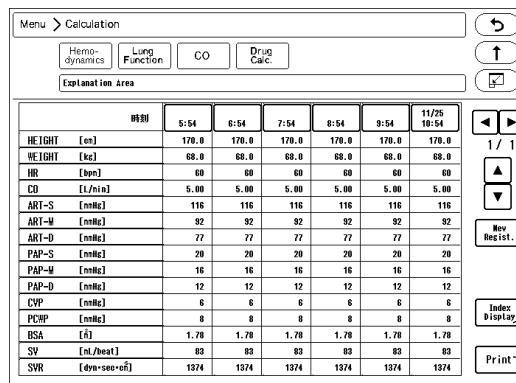 Menu > Calculation
Hemo-
dynamics
Lung
Function
CO
Drug
Calc.
Explanation Area
時刻 5:54 6:54 7:54 8:54 9:54 11/25 10:54
1/ 1
HEIGHT [cm] 170.0 170.0 170.0 170.0 170.0 170.0
WEIGHT [kg] 68.0 68.0 68.0 68.0 68.0 68.0
HR [bpm] 60 60 60 60 60 60
CO [L/min] 5.00 5.00 5.00 5.00 5.00 5.00
ART-S [mmHg] 116 116 116 116 116 116
ART-M [mmHg] 92 92 92 92 92 92
ART-D [mmHg] 77 77 77 77 77 77
PAP-S [mmHg] 20 20 20 20 20 20
PAP-M [mmHg] 16 16 16 16 16 16
PAP-D [mmHg] 12 12 12 12 12 12
CVP [mmHg] 6 6 6 6 6 6
PCWP [mmHg] 8 8 8 8 8 8
BSA [㎡] 1.78 1.78 1.78 1.78 1.78 1.78
SV [mL/beat] 83 83 83 83 83 83
SVR [dyn·sec·cm⁵] 1374 1374 1374 1374 1374 1374
New
Regist.
Index
Display
Print